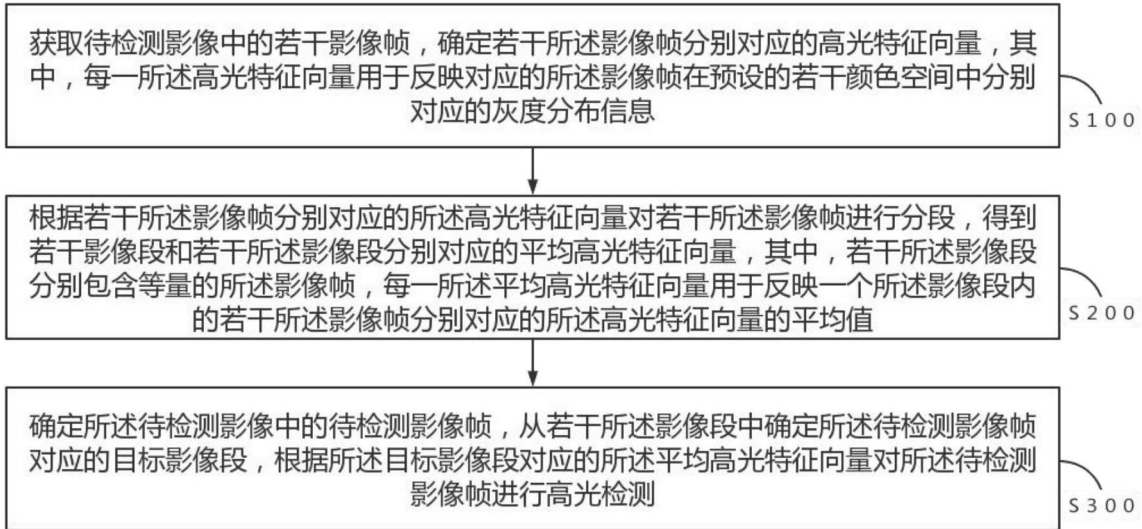 获取待检测影像中的若干影像帧，确定若干所述影像帧分别对应的高光特征向量，其
中，每一所述高光特征向量用于反映对应的所述影像帧在预设的若干颜色空间中分别
对应的灰度分布信息
S100
根据若干所述影像帧分别对应的所述高光特征向量对若干所述影像帧进行分段，得到
若干影像段和若干所述影像段分别对应的平均高光特征向量，其中，若干所述影像段
分别包含等量的所述影像帧，每一所述平均高光特征向量用于反映一个所述影像段内
的若干所述影像帧分别对应的所述高光特征向量的平均值
S200
确定所述待检测影像中的待检测影像帧，从若干所述影像段中确定所述待检测影像帧
对应的目标影像段，根据所述目标影像段对应的所述平均高光特征向量对所述待检测
影像帧进行高光检测
S300